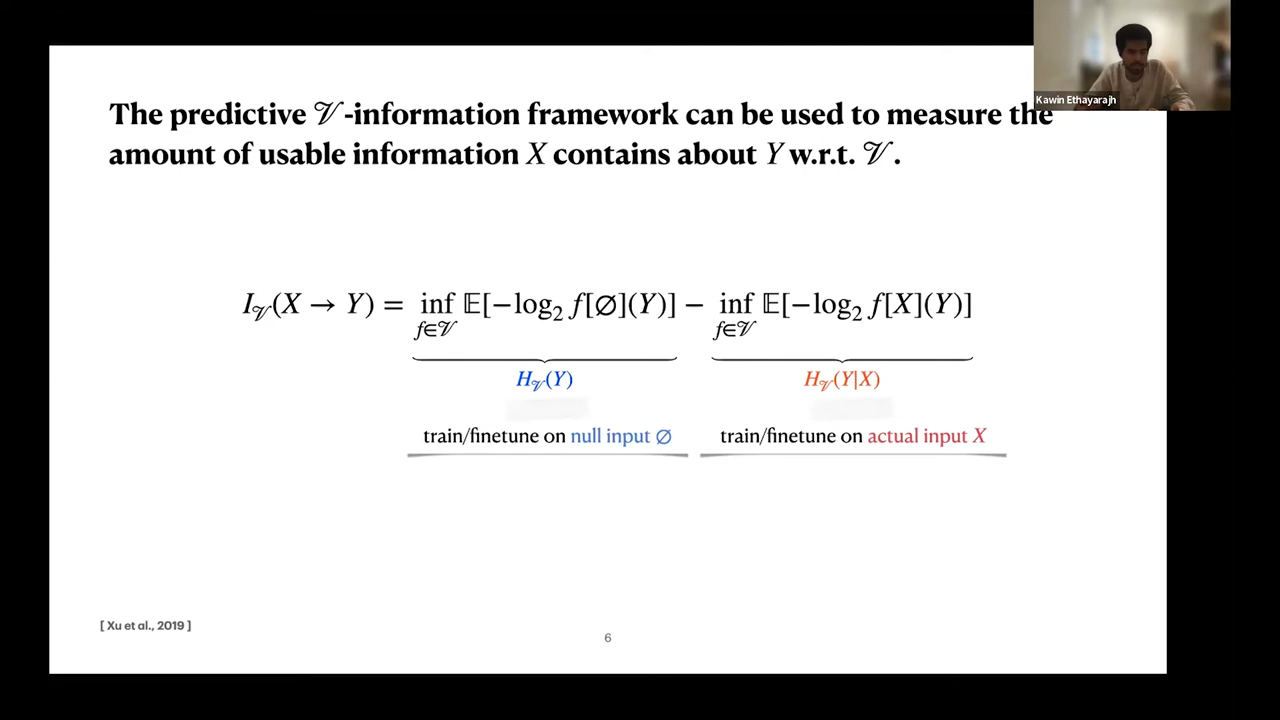 Kawin Ethayarajh
The predictive 𝒱-information framework can be used to measure the
amount of usable information X contains about Y w.r.t. 𝒱.
I_𝒱(X → Y) = inf_{f∈𝒱} 𝔼[−log₂ f[∅](Y)] − inf_{f∈𝒱} 𝔼[−log₂ f[X](Y)]
H_𝒱(Y) H_𝒱(Y|X)
train/finetune on null input ∅ train/finetune on actual input X
[ Xu et al., 2019 ]
6